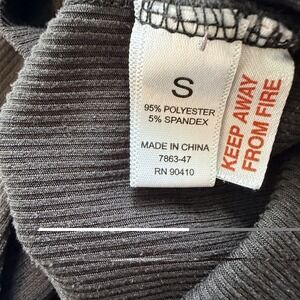 S
95% POLYESTER
5% SPANDEX
MADE IN CHINA
7863-47
RN 90410
KEEP AWAY
FROM FIRE